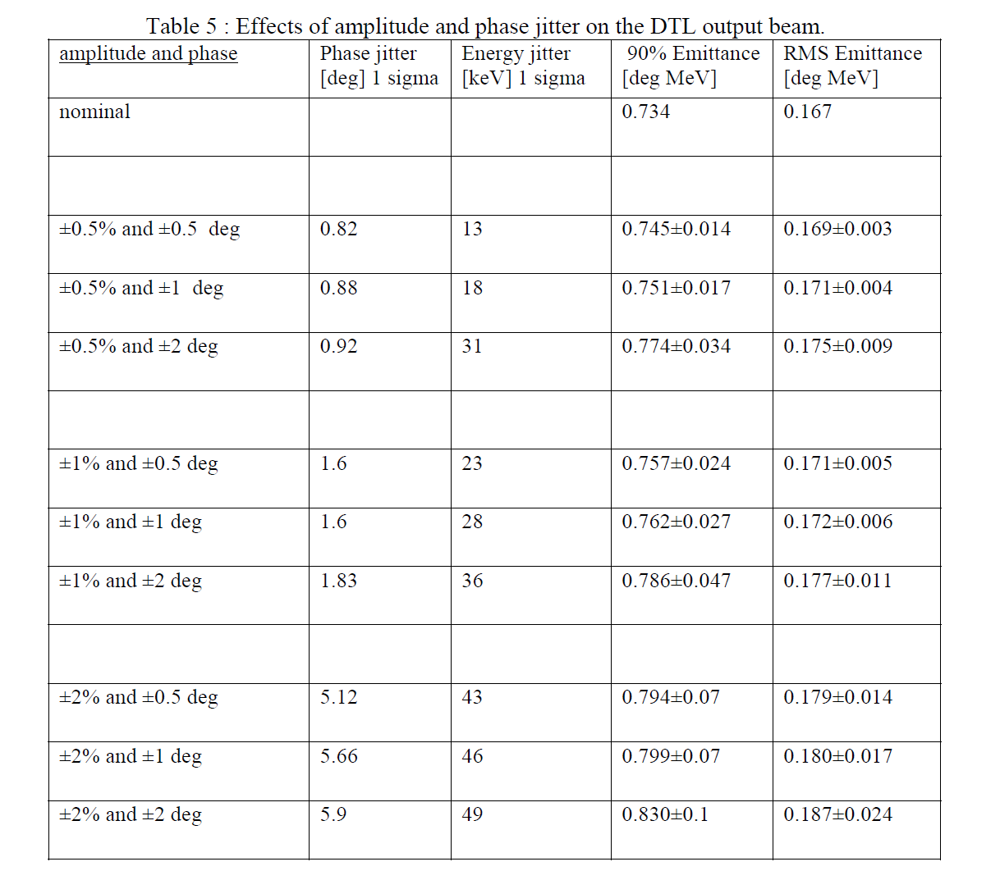 Table 5 : Effects of amplitude and phase jitter on the DTL output beam.
amplitude and phase Phase jitter [deg] 1 sigma Energy jitter [keV] 1 sigma 90% Emittance [deg MeV] RMS Emittance [deg MeV]
nominal 0.734 0.167
±0.5% and ±0.5 deg 0.82 13 0.745±0.014 0.169±0.003
±0.5% and ±1 deg 0.88 18 0.751±0.017 0.171±0.004
±0.5% and ±2 deg 0.92 31 0.774±0.034 0.175±0.009
±1% and ±0.5 deg 1.6 23 0.757±0.024 0.171±0.005
±1% and ±1 deg 1.6 28 0.762±0.027 0.172±0.006
±1% and ±2 deg 1.83 36 0.786±0.047 0.177±0.011
±2% and ±0.5 deg 5.12 43 0.794±0.07 0.179±0.014
±2% and ±1 deg 5.66 46 0.799±0.07 0.180±0.017
±2% and ±2 deg 5.9 49 0.830±0.1 0.187±0.024